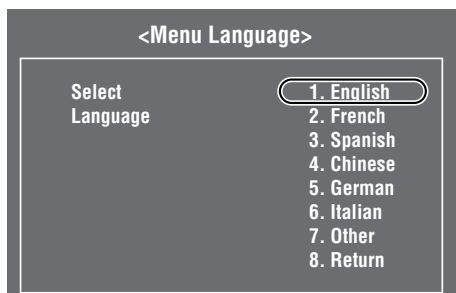 <Menu Language>
Select 1. English
Language 2. French
3. Spanish
4. Chinese
5. German
6. Italian
7. Other
8. Return